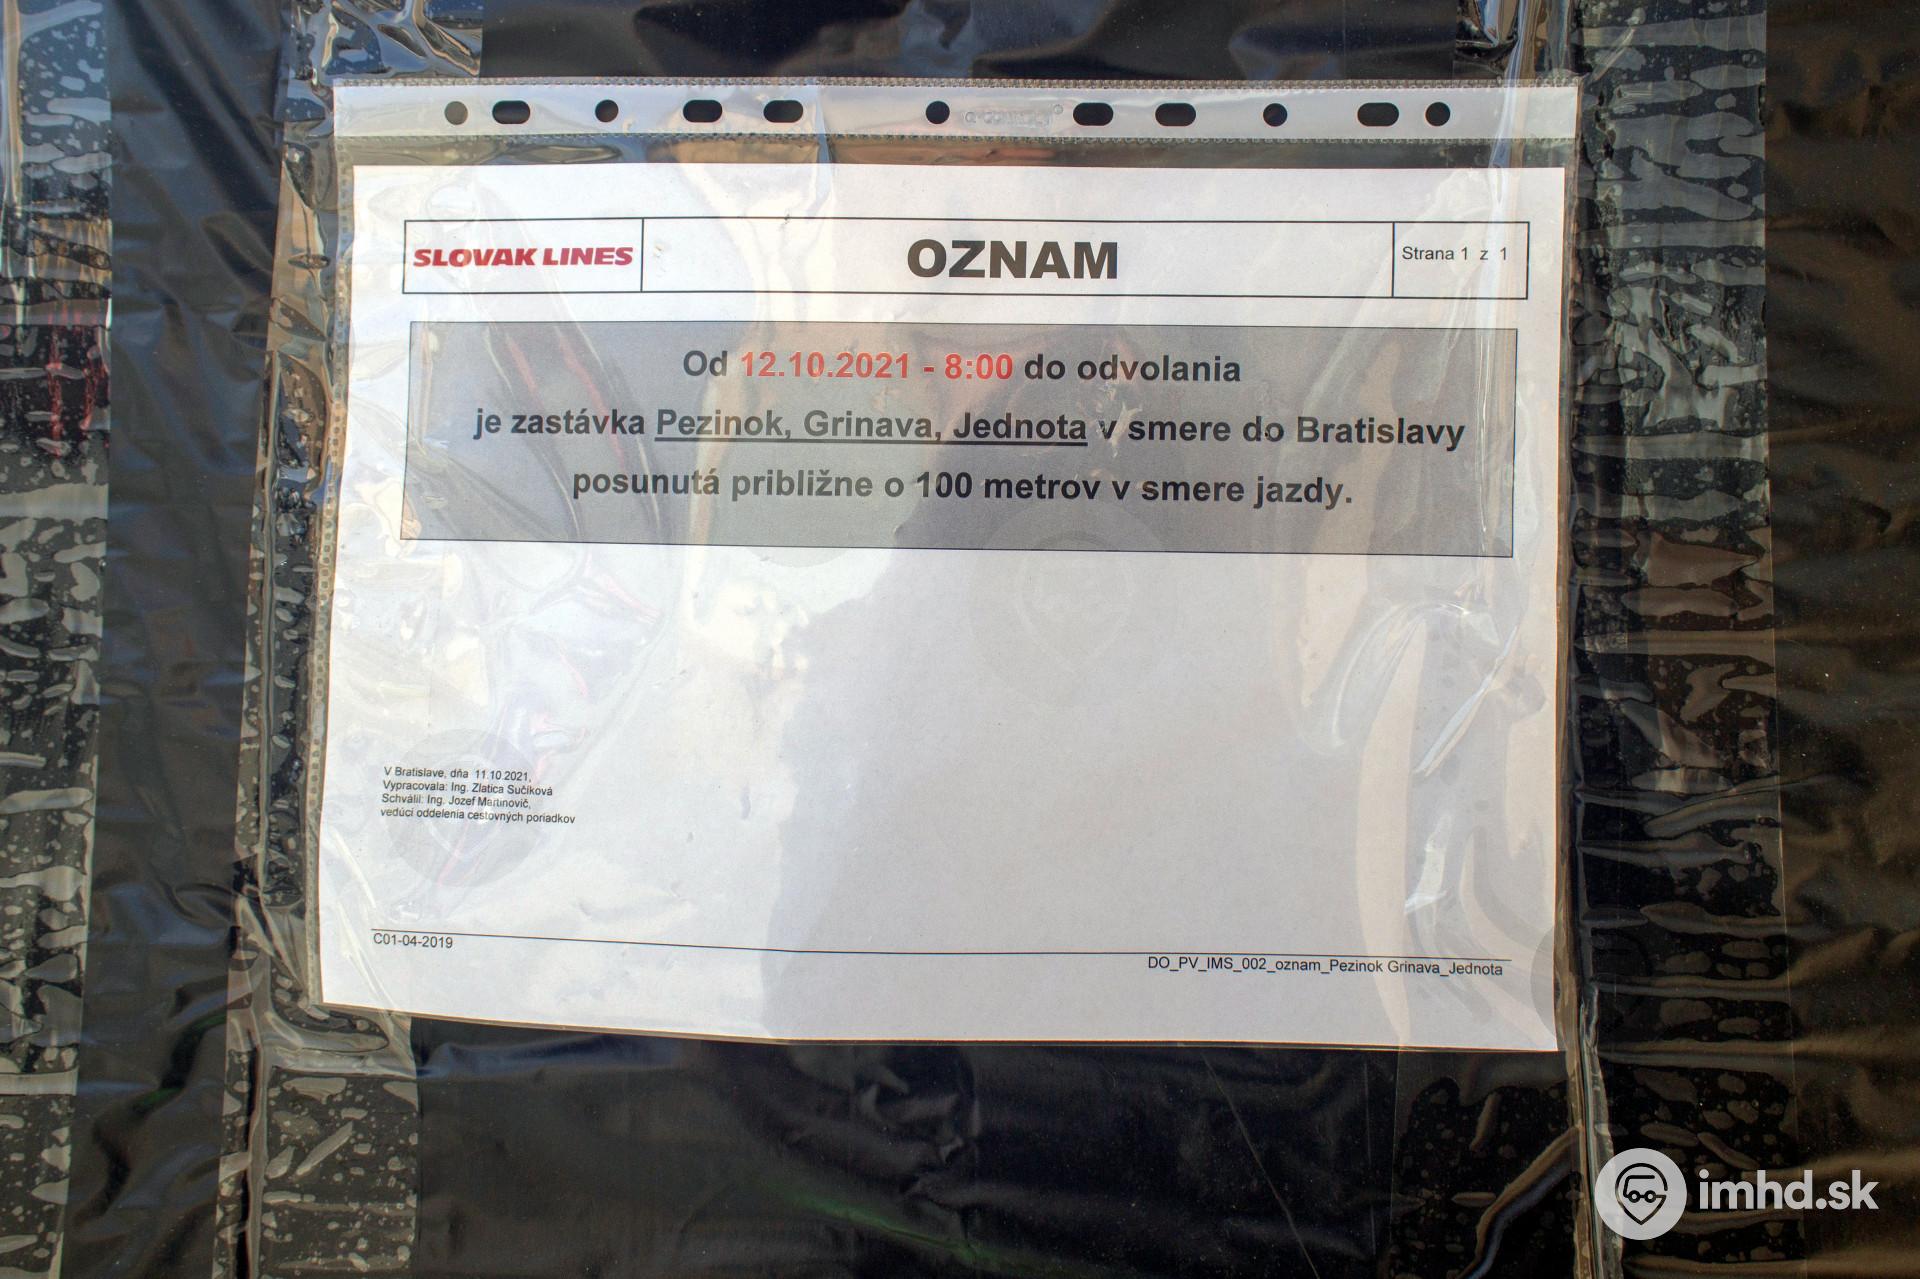 SLOVAK LINES
OZNAM
Strana 1 z 1
Od 12.10.2021 - 8:00 do odvolania
je zastávka Pezinok, Grinava, Jednota v smere do Bratislavy
posunutá približne o 100 metrov v smere jazdy.
V Bratislave, dňa 11.10.2021,
Vypracovala: Ing. Zlatica Sučíková
Schválil: Ing. Jozef Martinovič,
vedúci oddelenia cestovných poriadkov
C01-04-2019
DO_PV_IMS_002_oznam_Pezinok Grinava_Jednota
imhd.sk